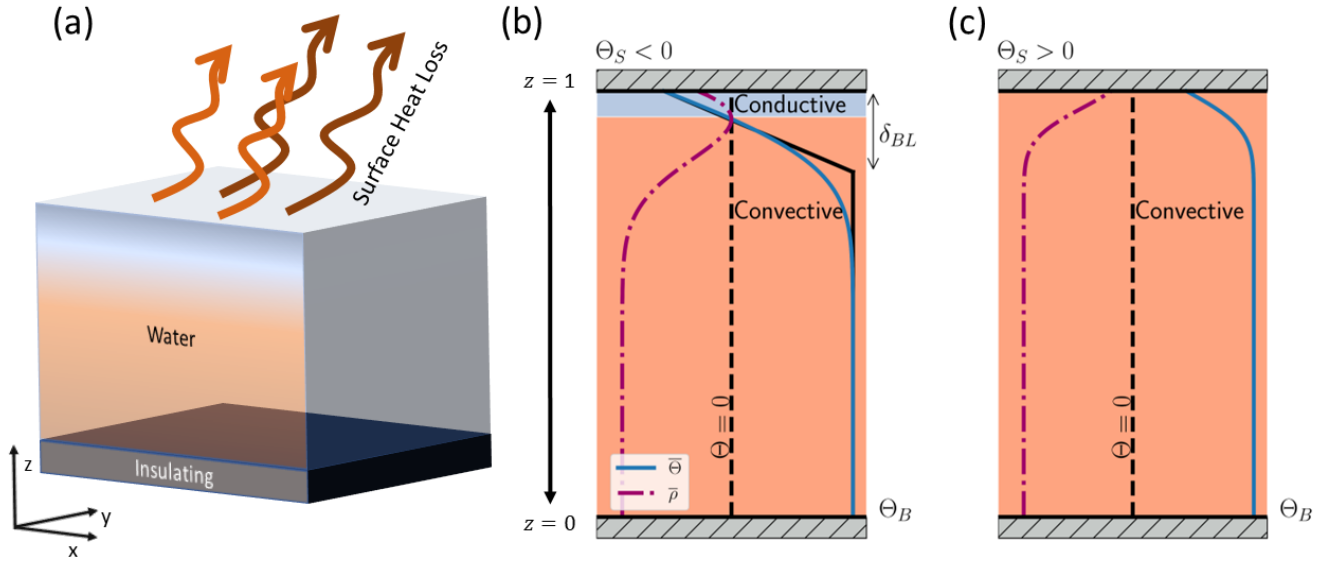 (a)
Surface Heat Loss
Water
Insulating
z
y
x
(b)
Θ_S < 0
z = 1
Conductive
δ_BL
Convective
Θ = 0
Θ̅
ρ̅
z = 0
Θ_B
(c)
Θ_S > 0
Convective
Θ = 0
Θ_B